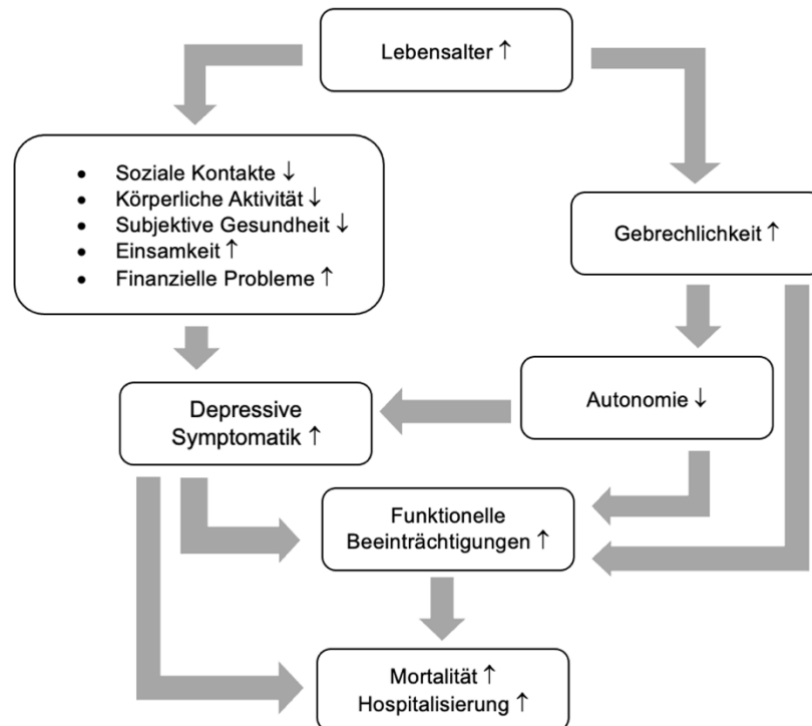 Lebensalter ↑
• Soziale Kontakte ↓
• Körperliche Aktivität ↓
• Subjektive Gesundheit ↓
• Einsamkeit ↑
• Finanzielle Probleme ↑
Gebrechlichkeit ↑
Depressive
Symptomatik ↑
Autonomie ↓
Funktionelle
Beeinträchtigungen ↑
Mortalität ↑
Hospitalisierung ↑